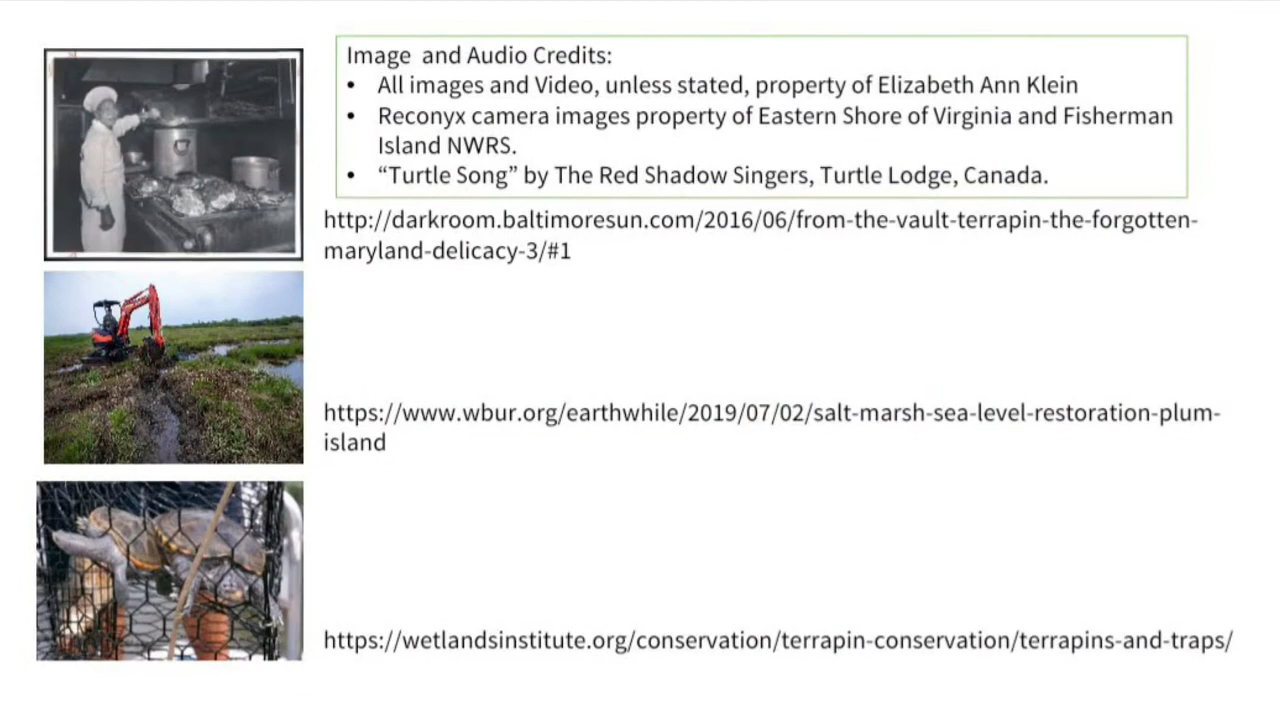 Image and Audio Credits:
• All images and Video, unless stated, property of Elizabeth Ann Klein
• Reconyx camera images property of Eastern Shore of Virginia and Fisherman
Island NWRS.
• “Turtle Song” by The Red Shadow Singers, Turtle Lodge, Canada.
http://darkroom.baltimoresun.com/2016/06/from-the-vault-terrapin-the-forgotten-
maryland-delicacy-3/#1
https://www.wbur.org/earthwhile/2019/07/02/salt-marsh-sea-level-restoration-plum-
island
https://wetlandsinstitute.org/conservation/terrapin-conservation/terrapins-and-traps/